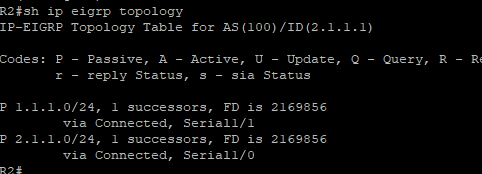 R2#sh ip eigrp topology
IP-EIGRP Topology Table for AS(100)/ID(2.1.1.1)
Codes: P - Passive, A - Active, U - Update, Q - Query, R - Re
r - reply Status, s - sia Status
P 1.1.1.0/24, 1 successors, FD is 2169856
via Connected, Serial1/1
P 2.1.1.0/24, 1 successors, FD is 2169856
via Connected, Serial1/0
R2#